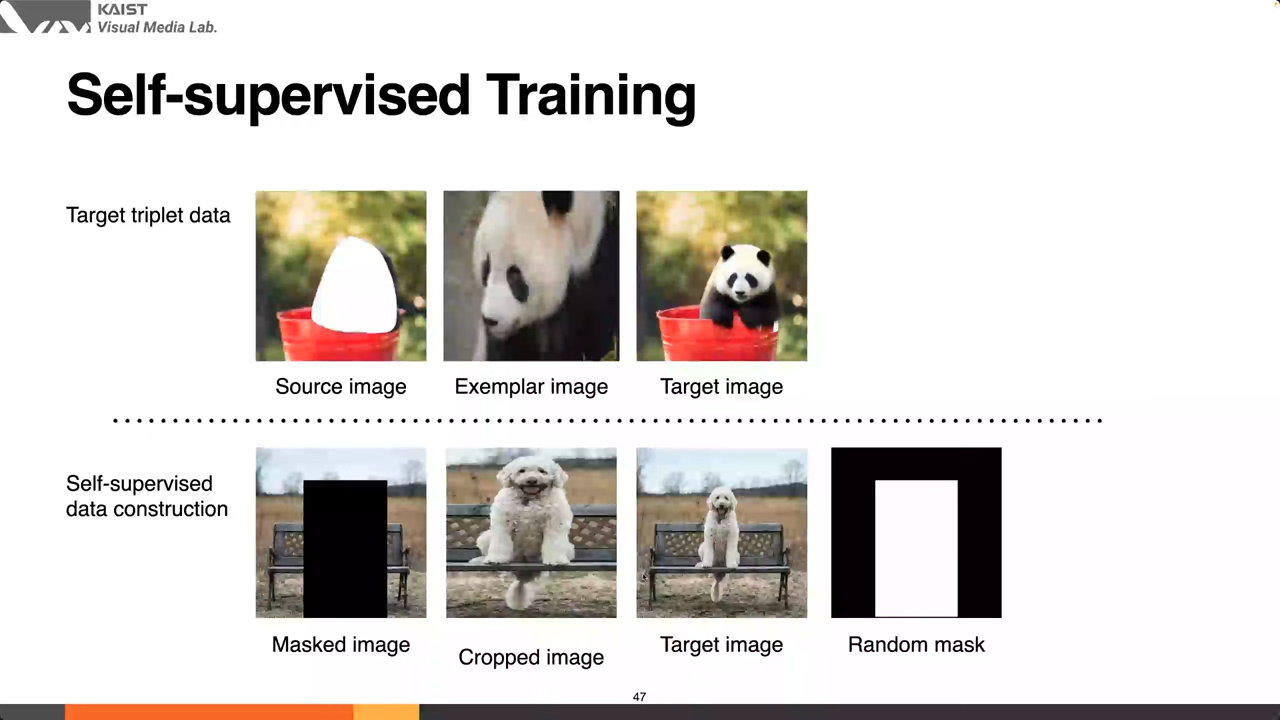 KAIST
Visual Media Lab.
Self-supervised Training
Target triplet data
Source image
Exemplar image
Target image
Self-supervised
data construction
Masked image
Cropped image
Target image
Random mask
47